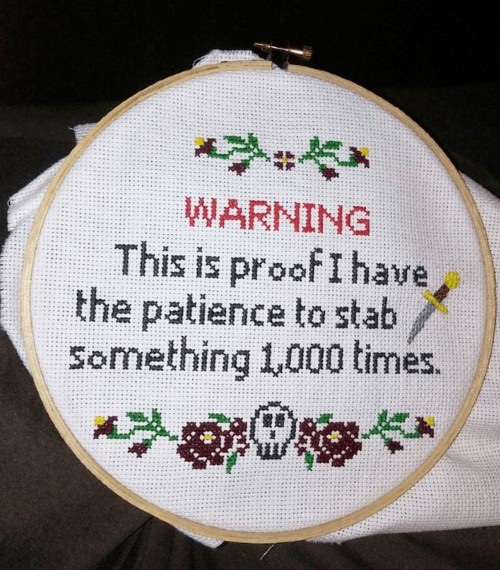 WARNING
This is proof I have
the patience to stab
something 1,000 times.